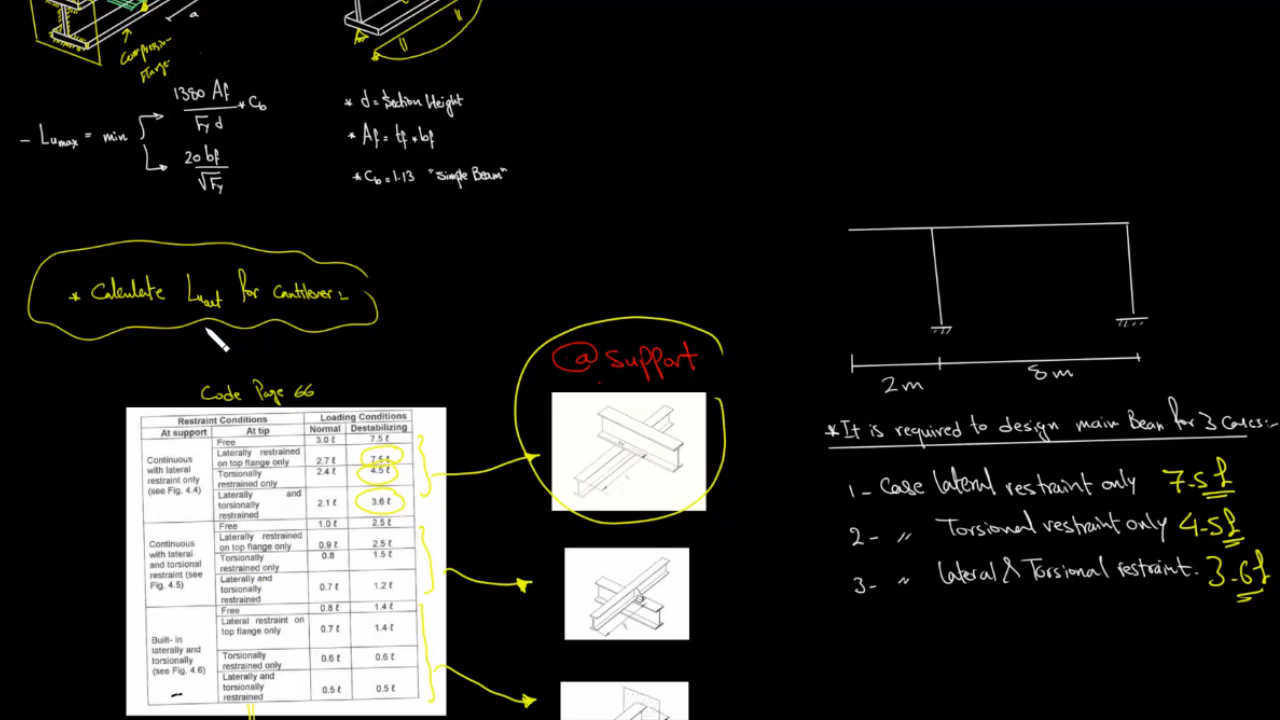 a
Compression
flange
- Lumax = min
1380 Af
Fy d
* Cb
20 bf
√Fy
* d = Section Height
* Af = tf * bf
* Cb = 1.13 "Simple Beam"
* Calculate Luact for Cantilever :-
Code Page 66
Restraint Conditions
Loading Conditions
At support
At tip
Normal
Destabilizing
Continuous with lateral restraint only (see Fig. 4.4)
Free 3.0 ℓ 7.5 ℓ
Laterally restrained on top flange only 2.7 ℓ 7.5 ℓ
Torsionally restrained only 2.4 ℓ 4.5 ℓ
Laterally and torsionally restrained 2.1 ℓ 3.6 ℓ
Continuous with lateral and torsional restraint (see Fig. 4.5)
Free 1.0 ℓ 2.5 ℓ
Laterally restrained on top flange only 0.9 ℓ 2.5 ℓ
Torsionally restrained only 0.8 1.5 ℓ
Laterally and torsionally restrained 0.7 ℓ 1.2 ℓ
Built- in laterally and torsionally (see Fig. 4.6)
Free 0.8 ℓ 1.4 ℓ
Lateral restraint on top flange only 0.7 ℓ 1.4 ℓ
Torsionally restrained only 0.6 ℓ 0.6 ℓ
Laterally and torsionally restrained 0.5 ℓ 0.5 ℓ
@ support
2 m
8 m
* It is required to design main Beam for 3 Cases:-
1- Case lateral restraint only 7.5 ℓ
2- " Torsional restraint only 4.5 ℓ
3- " lateral & Torsional restraint. 3.6 ℓ